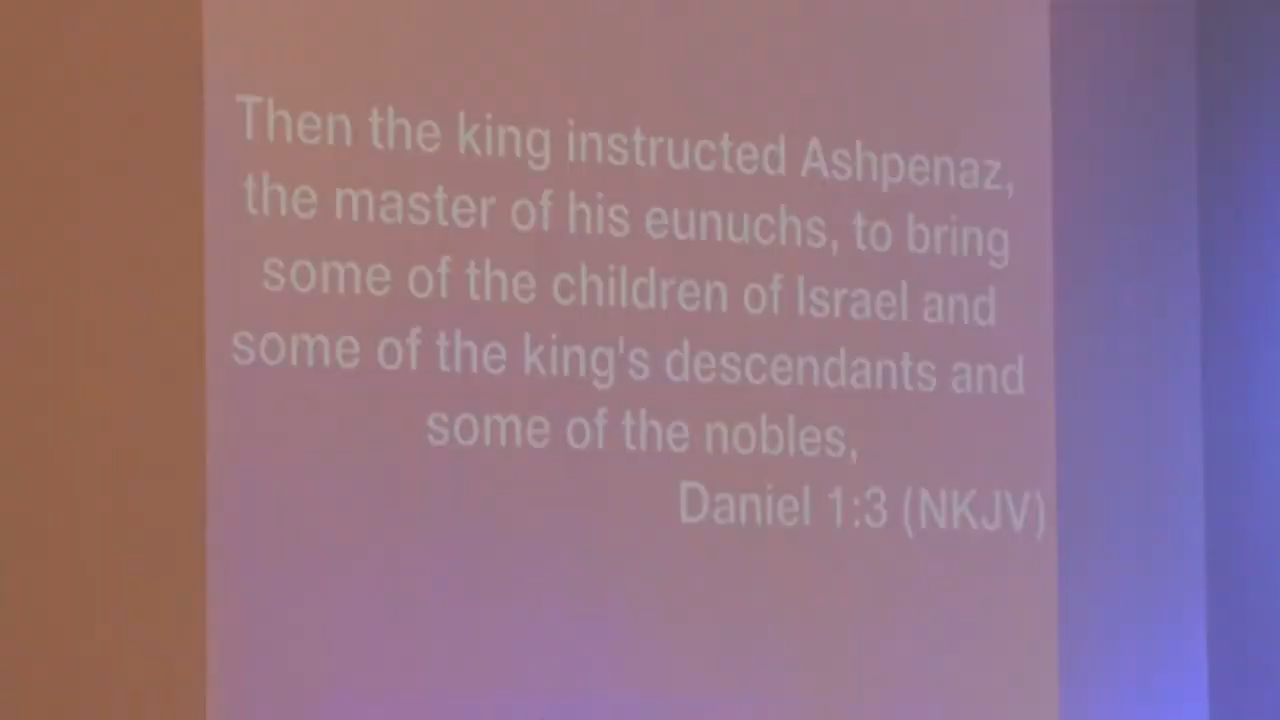 Then the king instructed Ashpenaz,
the master of his eunuchs, to bring
some of the children of Israel and
some of the king's descendants and
some of the nobles,
Daniel 1:3 (NKJV)